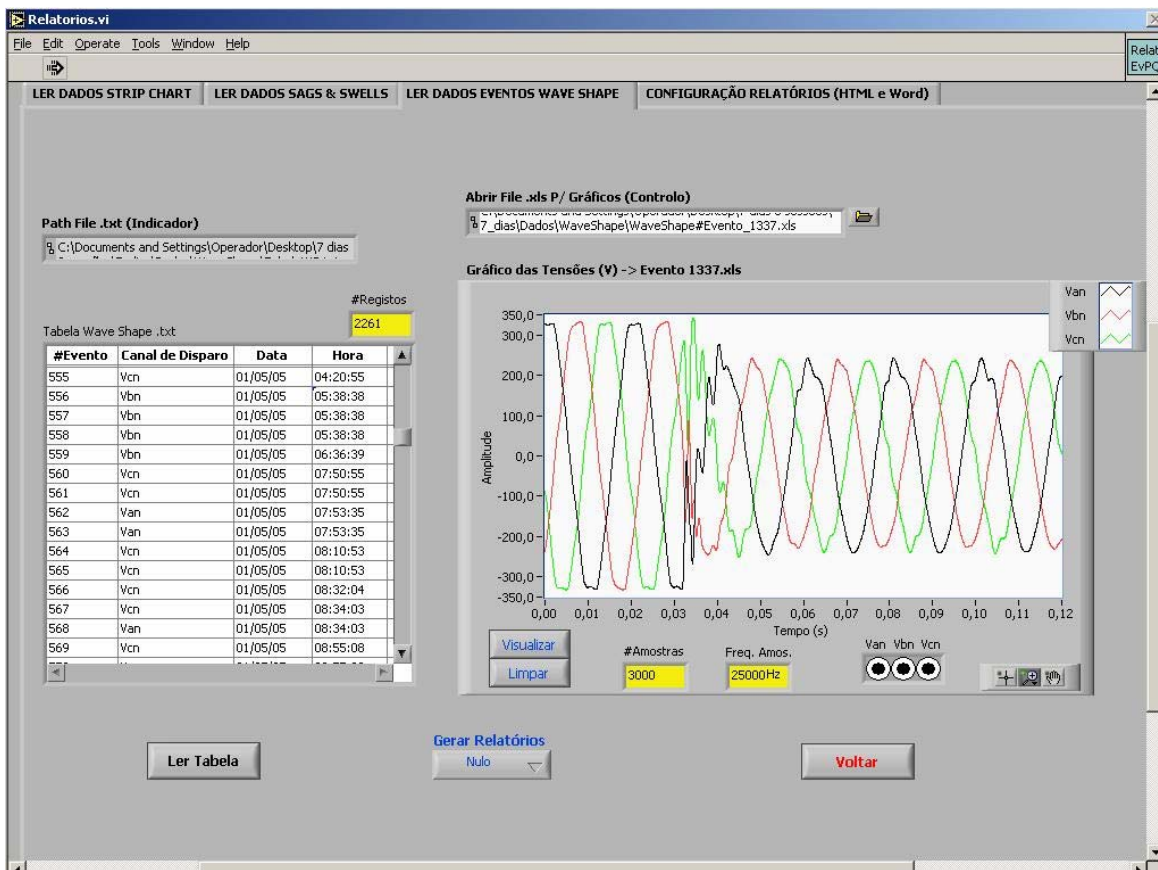 Relatorios.vi
File Edit Operate Tools Window Help
Relat
EvPQ
LER DADOS STRIP CHART LER DADOS SAGS & SWELLS LER DADOS EVENTOS WAVE SHAPE CONFIGURAÇÃO RELATÓRIOS (HTML e Word)
Abrir File .xls P/ Gráficos (Controlo)
7_dias\Dados\WaveShape\WaveShape#Evento_1337.xls
Path File .txt (Indicador)
C:\Documents and Settings\Operador\Desktop\7 dias
Gráfico das Tensões (V) -> Evento 1337.xls
#Registos
2261
Tabela Wave Shape .txt
#Evento Canal de Disparo Data Hora
555 Vcn 01/05/05 04:20:55
556 Vbn 01/05/05 05:38:38
557 Vbn 01/05/05 05:38:38
558 Vbn 01/05/05 05:38:38
559 Vbn 01/05/05 06:36:39
560 Vcn 01/05/05 07:50:55
561 Vcn 01/05/05 07:50:55
562 Van 01/05/05 07:53:35
563 Van 01/05/05 07:53:35
564 Vcn 01/05/05 08:10:53
565 Vcn 01/05/05 08:10:53
566 Vcn 01/05/05 08:32:04
567 Vcn 01/05/05 08:34:03
568 Van 01/05/05 08:34:03
569 Vcn 01/05/05 08:55:08
Van
Vbn
Vcn
350,0
300,0
200,0
100,0
0,0
-100,0
-200,0
-300,0
-350,0
Amplitude
0,00 0,01 0,02 0,03 0,04 0,05 0,06 0,07 0,08 0,09 0,10 0,11 0,12
Tempo (s)
Visualizar
Limpar
#Amostras
3000
Freq. Amos.
25000Hz
Van Vbn Vcn
Ler Tabela
Gerar Relatórios
Nulo
Voltar